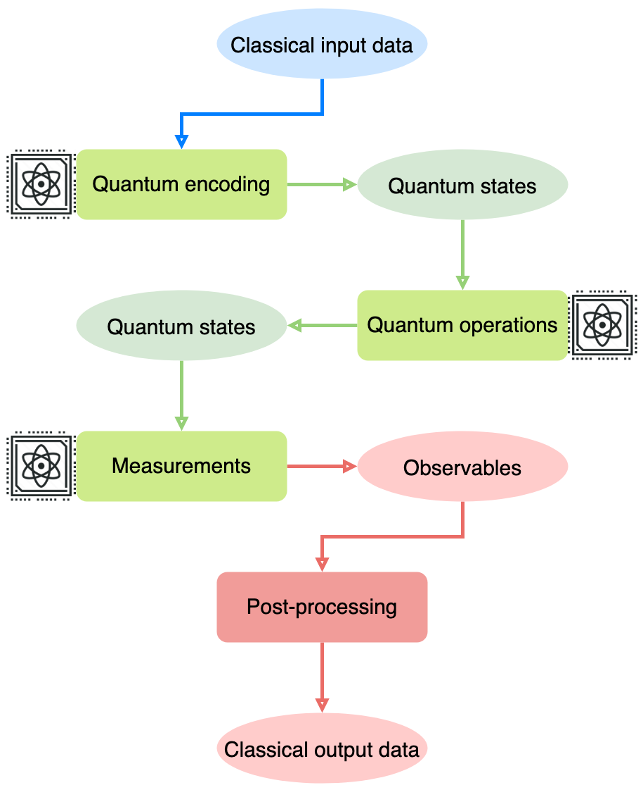 Classical input data
Quantum encoding
Quantum states
Quantum states
Quantum operations
Measurements
Observables
Post-processing
Classical output data